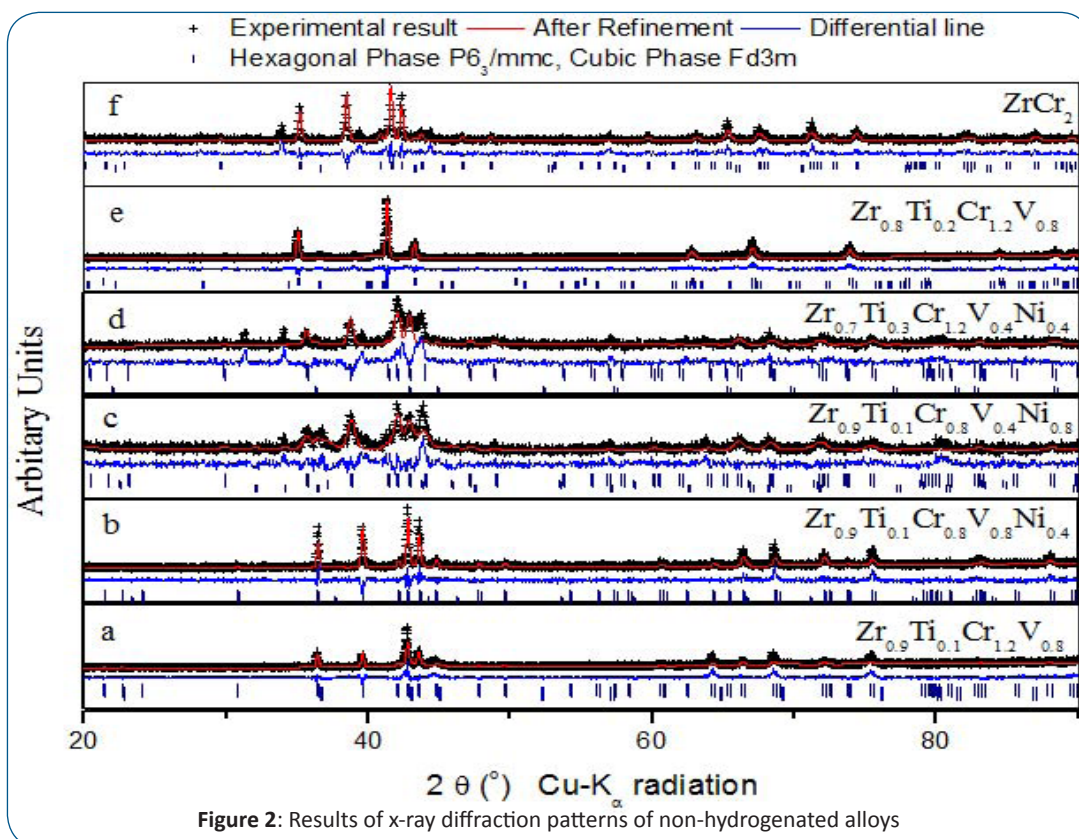 + Experimental result — After Refinement — Differential line
ı Hexagonal Phase P6₃/mmc, Cubic Phase Fd3m
f ZrCr₂
e Zr₀.₈Ti₀.₂Cr₁.₂V₀.₈
d Zr₀.₇Ti₀.₃Cr₁.₂V₀.₄Ni₀.₄
c Zr₀.₉Ti₀.₁Cr₀.₈V₀.₄Ni₀.₈
b Zr₀.₉Ti₀.₁Cr₀.₈V₀.₈Ni₀.₄
a Zr₀.₉Ti₀.₁Cr₁.₂V₀.₈
Arbitary Units
20 40 60 80
2 θ (°) Cu-Kα radiation
Figure 2: Results of x-ray diffraction patterns of non-hydrogenated alloys